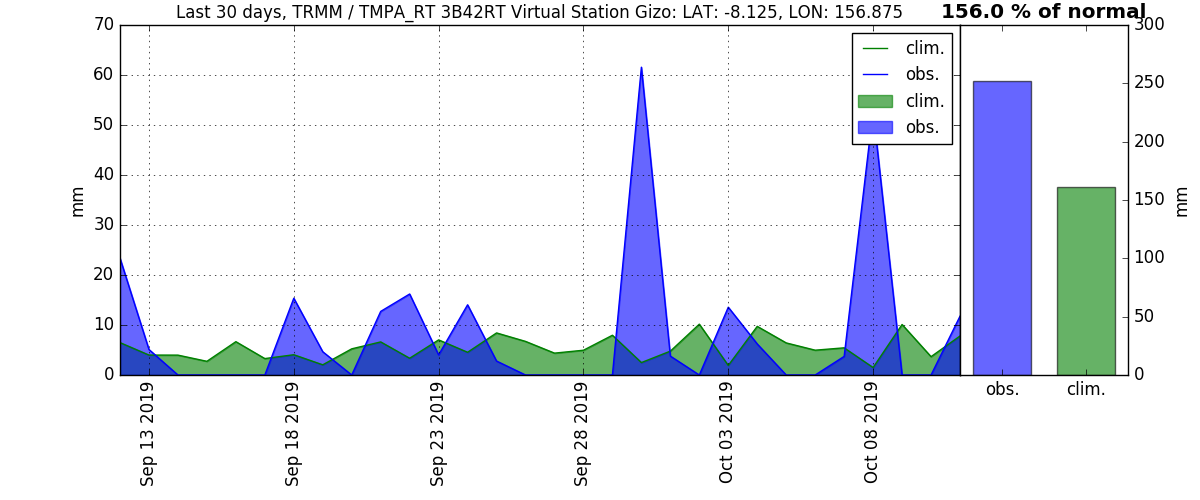 Last 30 days, TRMM / TMPA_RT 3B42RT Virtual Station Gizo: LAT: -8.125, LON: 156.875
156.0 % of normal
70
60
50
40
30
20
10
0
mm
clim.
obs.
clim.
obs.
Sep 13 2019
Sep 18 2019
Sep 23 2019
Sep 28 2019
Oct 03 2019
Oct 08 2019
300
250
200
150
100
50
0
mm
obs.
clim.